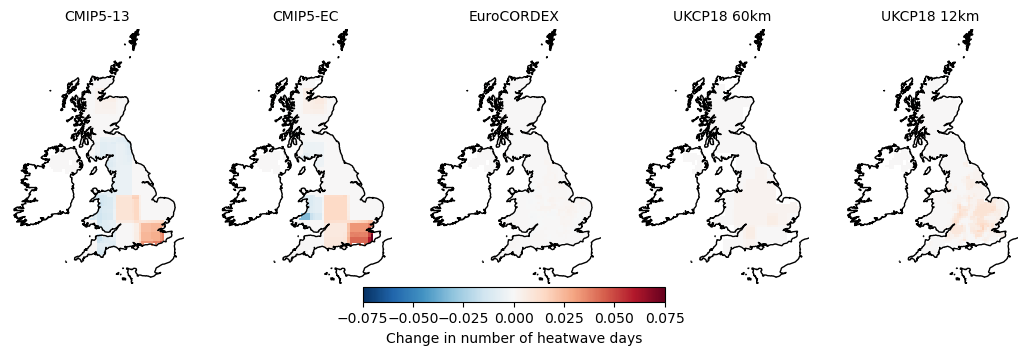 CMIP5-13 CMIP5-EC EuroCORDEX UKCP18 60km UKCP18 12km
−0.075 −0.050 −0.025 0.000 0.025 0.050 0.075
Change in number of heatwave days